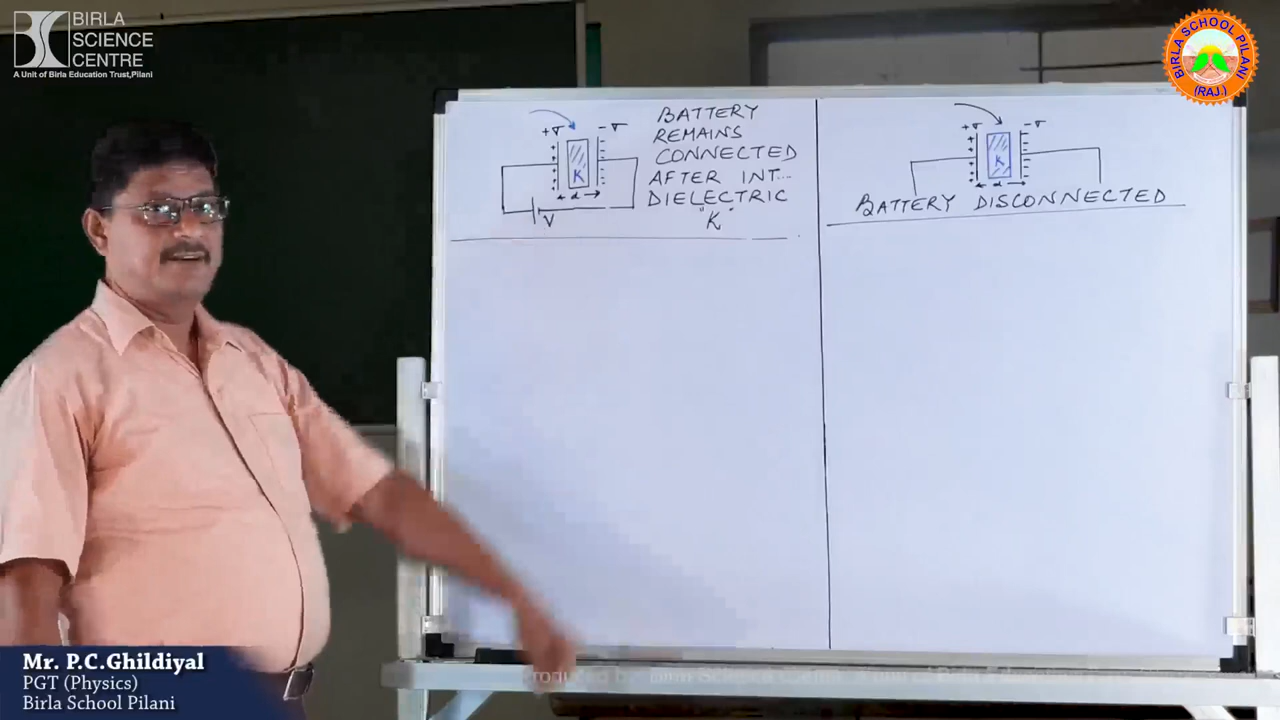 BIRLA
SCIENCE
CENTRE
A Unit of Birla Education Trust,Pilani
BIRLA SCHOOL PILANI
(RAJ.)
+σ
-σ
K
d
V
BATTERY
REMAINS
CONNECTED
AFTER INT...
DIELECTRIC
"K"
+σ
-σ
K
d
BATTERY DISCONNECTED
Mr. P.C.Ghildiyal
PGT (Physics)
Birla School Pilani